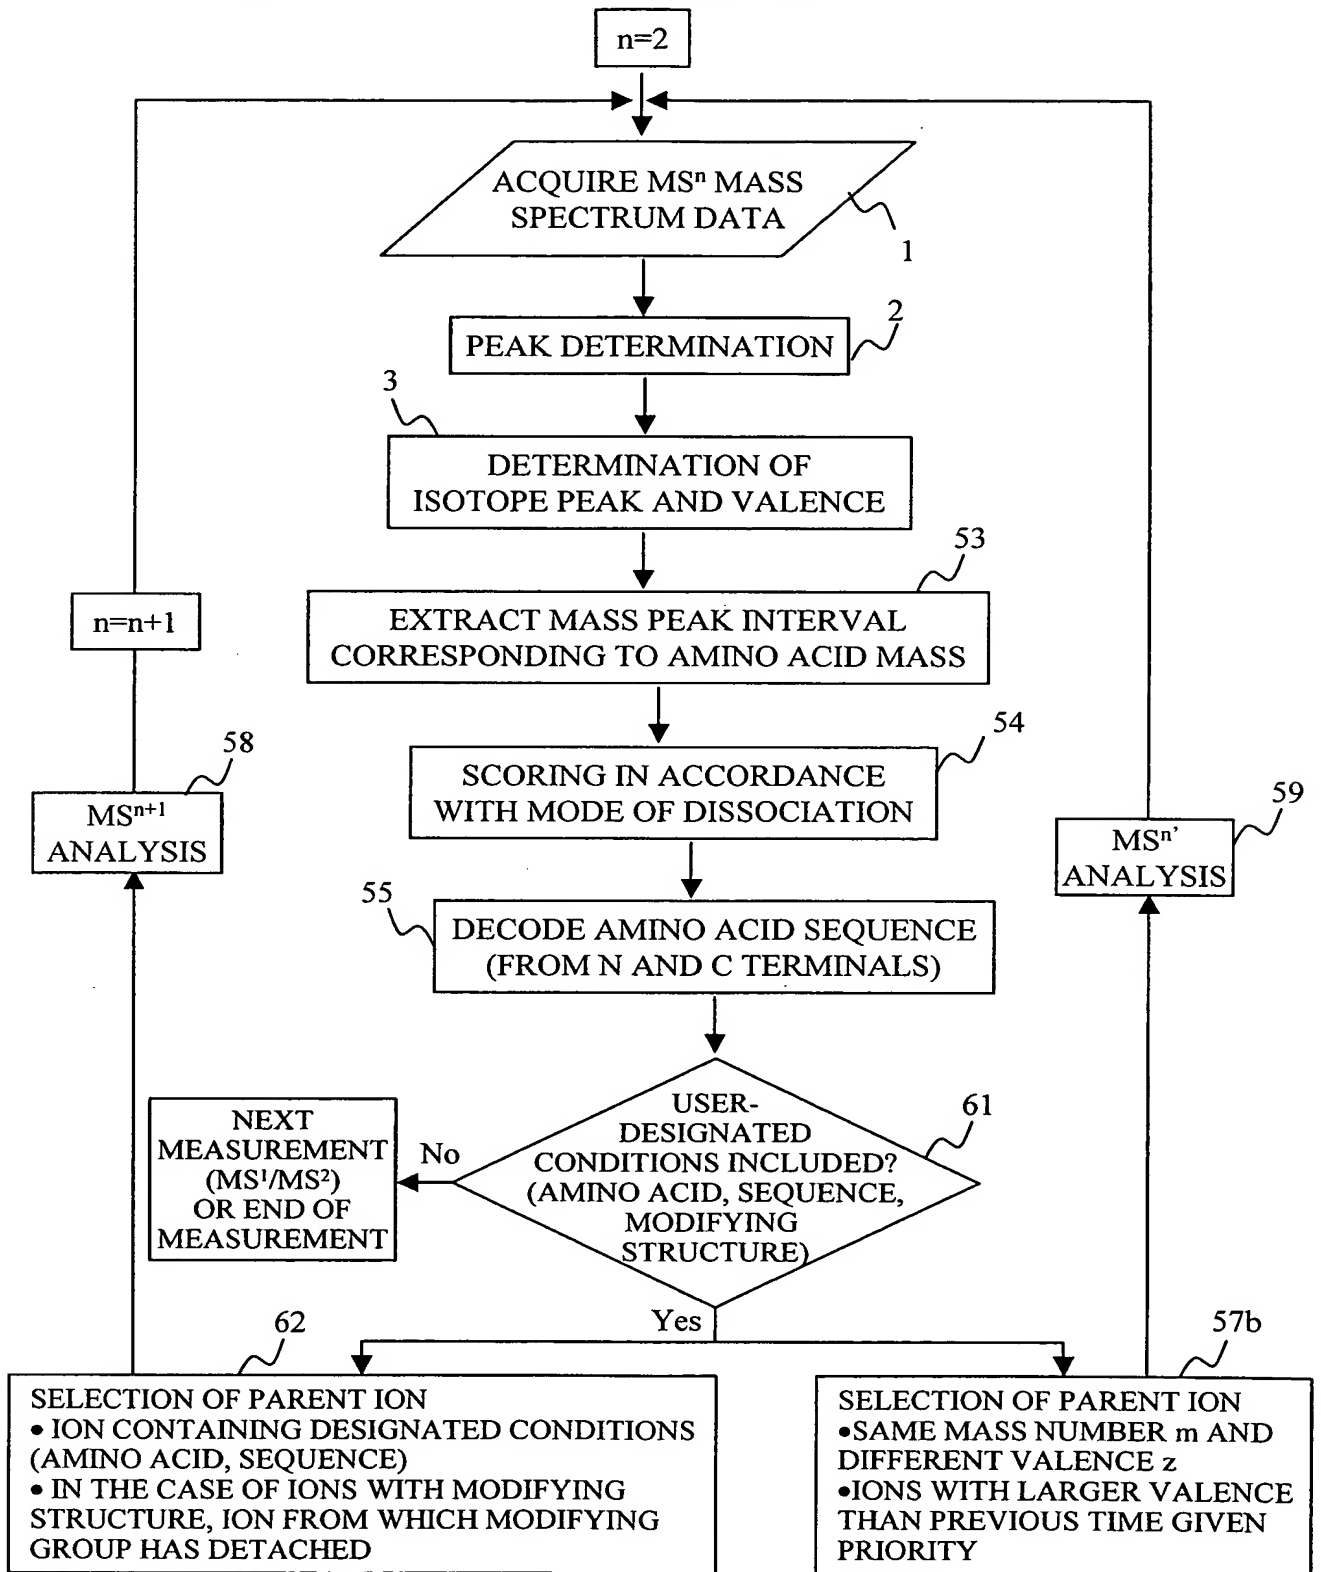 n=2
ACQUIRE MSⁿ MASS
SPECTRUM DATA
1
2
PEAK DETERMINATION
3
DETERMINATION OF
ISOTOPE PEAK AND VALENCE
53
n=n+1
EXTRACT MASS PEAK INTERVAL
CORRESPONDING TO AMINO ACID MASS
54
58
SCORING IN ACCORDANCE
WITH MODE OF DISSOCIATION
MSⁿ⁺¹
ANALYSIS
59
MSⁿ’
ANALYSIS
55
DECODE AMINO ACID SEQUENCE
(FROM N AND C TERMINALS)
61
USER-
DESIGNATED
CONDITIONS INCLUDED?
(AMINO ACID, SEQUENCE,
MODIFYING
STRUCTURE)
No
NEXT
MEASUREMENT
(MS¹/MS²)
OR END OF
MEASUREMENT
Yes
62
SELECTION OF PARENT ION
• ION CONTAINING DESIGNATED CONDITIONS
(AMINO ACID, SEQUENCE)
• IN THE CASE OF IONS WITH MODIFYING
STRUCTURE, ION FROM WHICH MODIFYING
GROUP HAS DETACHED
57b
SELECTION OF PARENT ION
•SAME MASS NUMBER m AND
DIFFERENT VALENCE z
•IONS WITH LARGER VALENCE
THAN PREVIOUS TIME GIVEN
PRIORITY